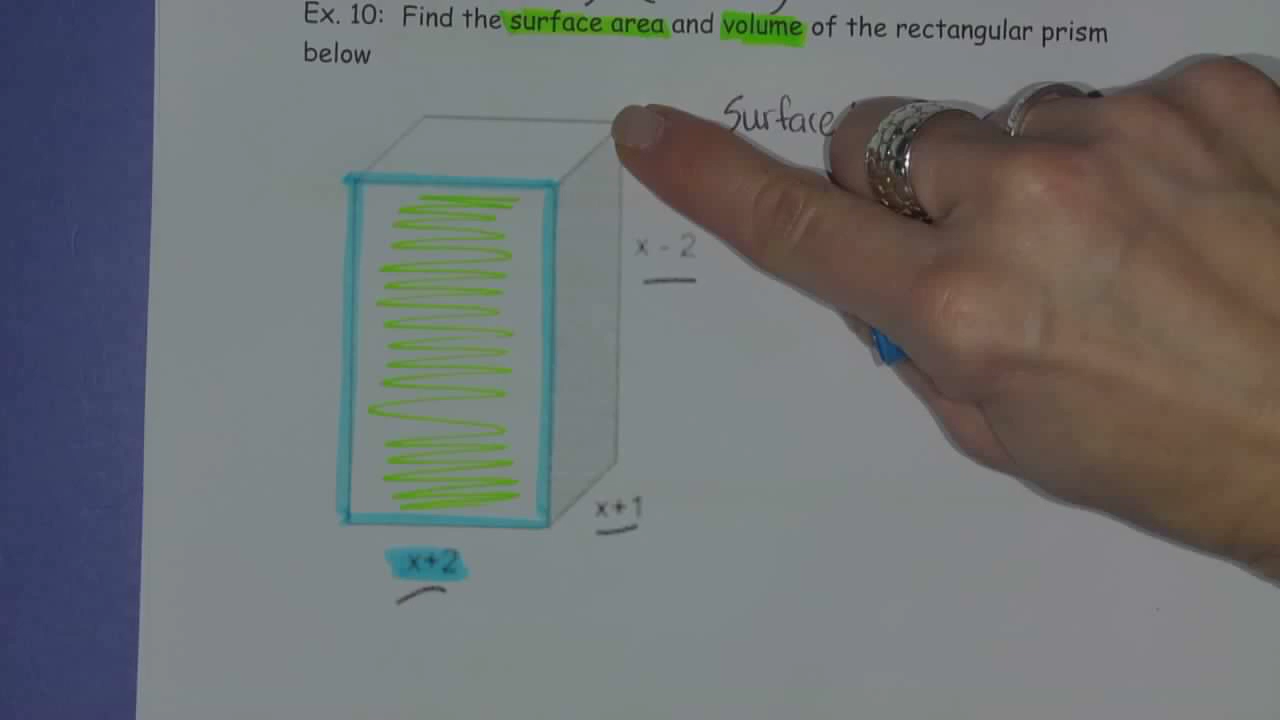 Ex. 10: Find the surface area and volume of the rectangular prism
below
Surface
x - 2
x+1
x+2